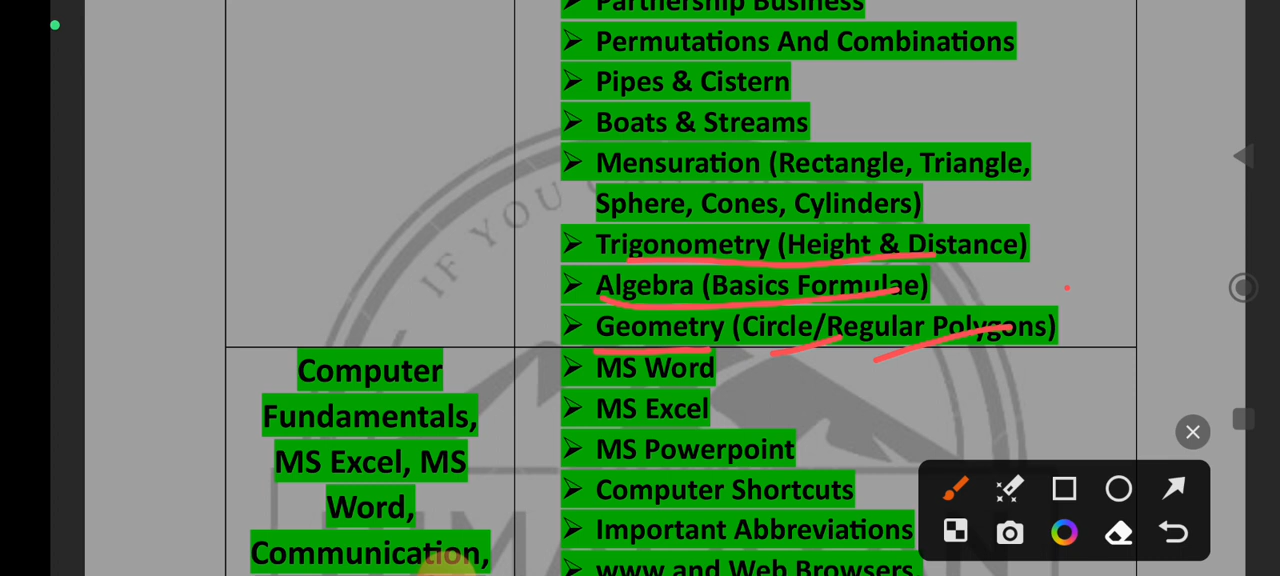 Partnership Business
➢ Permutations And Combinations
➢ Pipes & Cistern
➢ Boats & Streams
➢ Mensuration (Rectangle, Triangle,
Sphere, Cones, Cylinders)
➢ Trigonometry (Height & Distance)
➢ Algebra (Basics Formulae)
➢ Geometry (Circle/Regular Polygons)
Computer
Fundamentals,
MS Excel, MS
Word,
Communication,
➢ MS Word
➢ MS Excel
➢ MS Powerpoint
➢ Computer Shortcuts
➢ Important Abbreviations
➢ www and Web Browsers
IF YOU